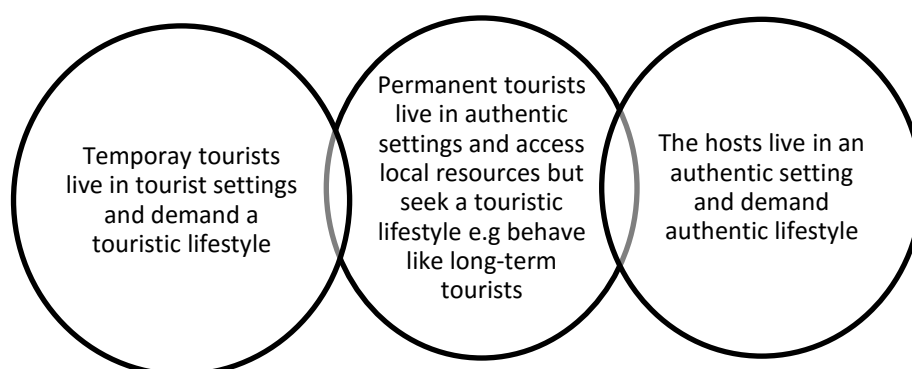 Temporay tourists
live in tourist settings
and demand a
touristic lifestyle
Permanent tourists
live in authentic
settings and access
local resources but
seek a touristic
lifestyle e.g behave
like long-term
tourists
The hosts live in an
authentic setting
and demand
authentic lifestyle